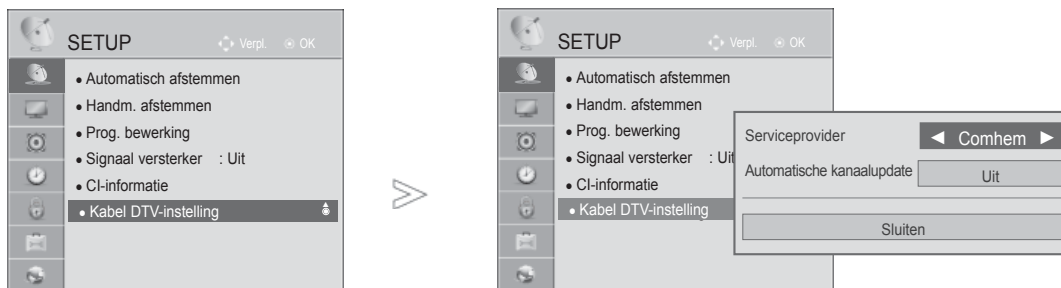 SETUP
Verpl. OK
• Automatisch afstemmen
• Handm. afstemmen
• Prog. bewerking
• Signaal versterker : Uit
• CI-informatie
• Kabel DTV-instelling
SETUP
Verpl. OK
• Automatisch afstemmen
• Handm. afstemmen
• Prog. bewerking
• Signaal versterker : Uit
• CI-informatie
• Kabel DTV-instelling
Serviceprovider ◄ Comhem ►
Automatische kanaalupdate Uit
Sluiten